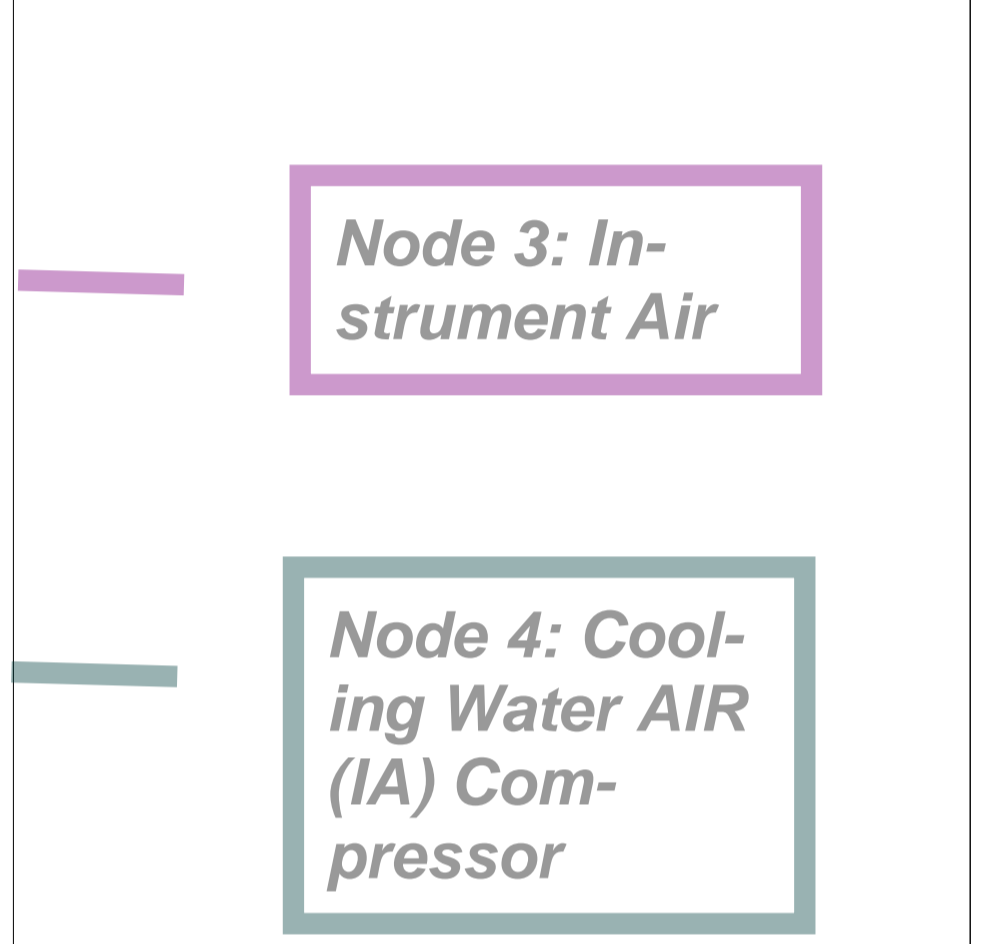 Node 3: In-
strument Air
Node 4: Cool-
ing Water AIR
(IA) Com-
pressor